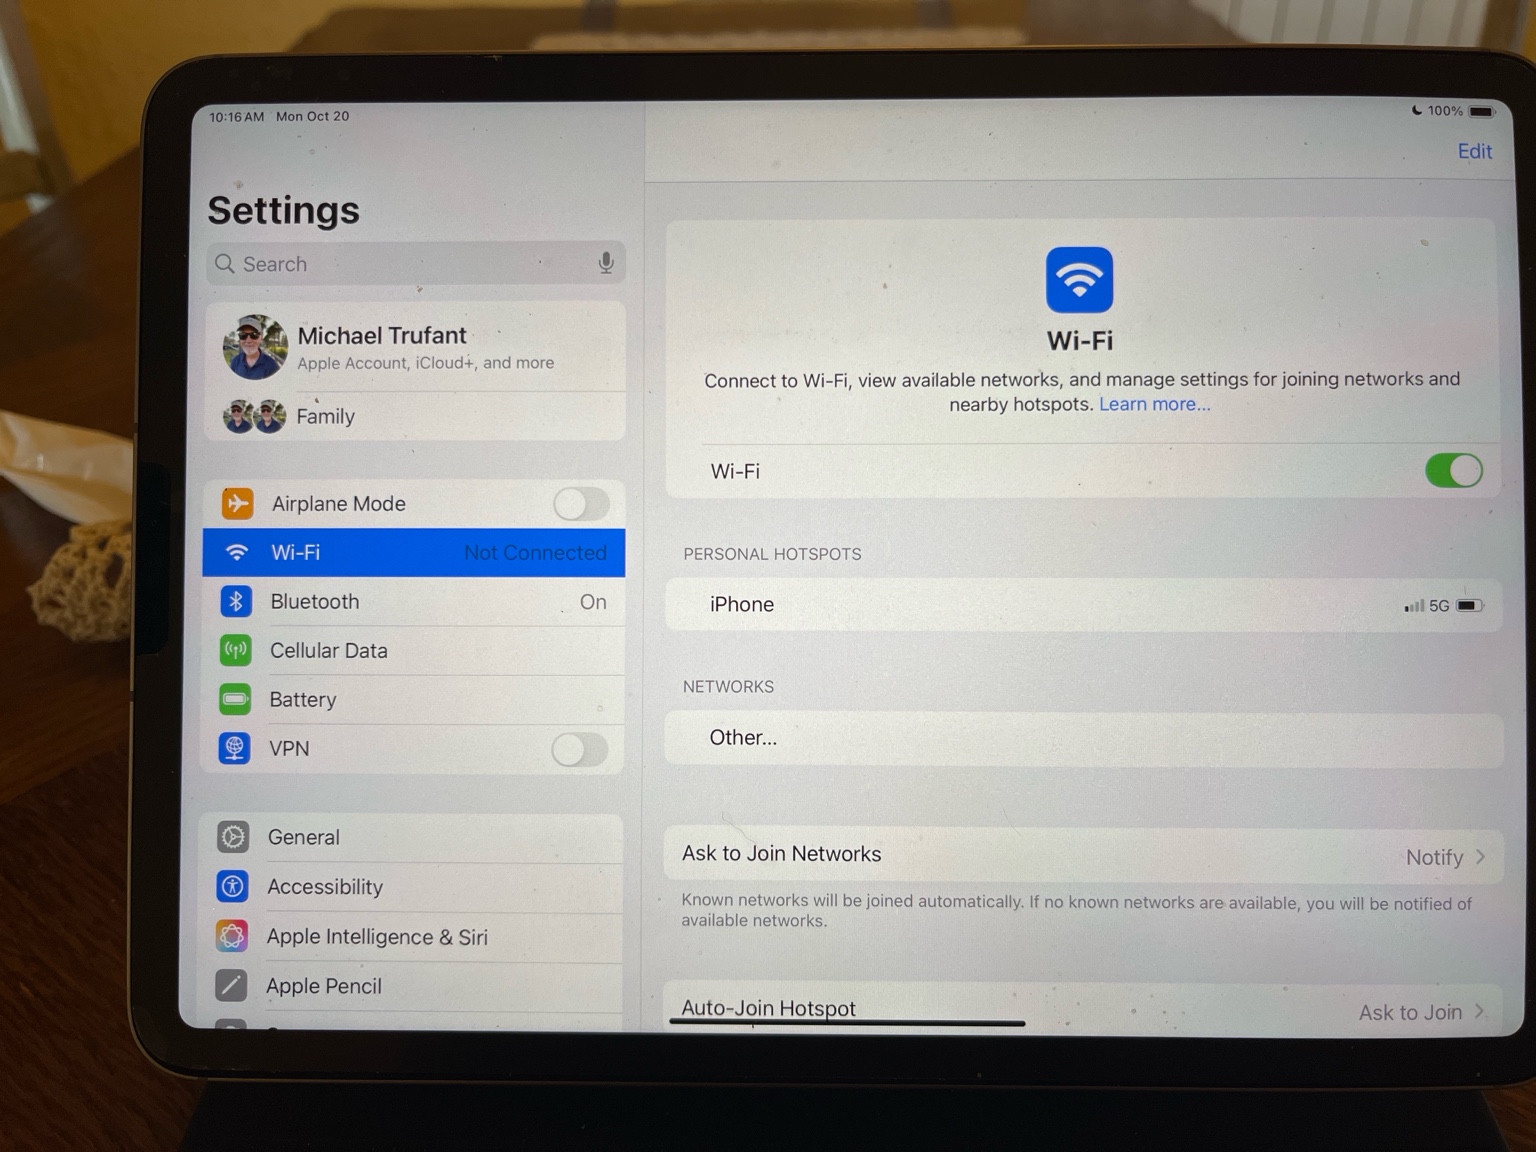 10:16 AM Mon Oct 20
100%
Edit
Settings
Search
Michael Trufant
Apple Account, iCloud+, and more
Family
Airplane Mode
Wi-Fi Not Connected
Bluetooth On
Cellular Data
Battery
VPN
General
Accessibility
Apple Intelligence & Siri
Apple Pencil
Wi-Fi
Connect to Wi-Fi, view available networks, and manage settings for joining networks and
nearby hotspots. Learn more...
Wi-Fi
PERSONAL HOTSPOTS
iPhone 5G
NETWORKS
Other...
Ask to Join Networks Notify
Known networks will be joined automatically. If no known networks are available, you will be notified of
available networks.
Auto-Join Hotspot Ask to Join